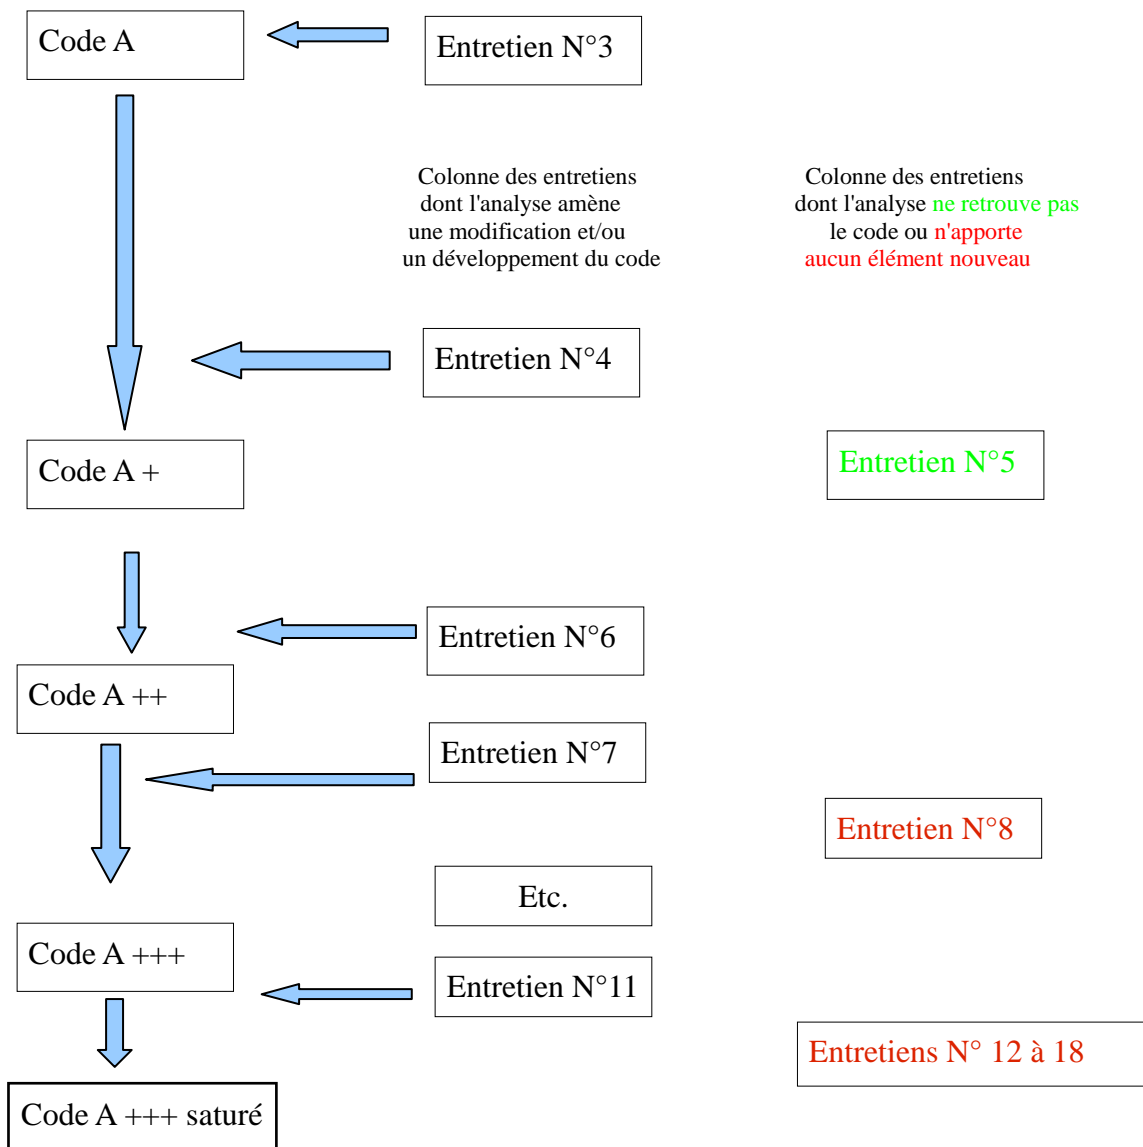 Code A
Entretien N°3
Colonne des entretiens
dont l'analyse amène
une modification et/ou
un développement du code
Colonne des entretiens
dont l'analyse ne retrouve pas
le code ou n'apporte
aucun élément nouveau
Entretien N°4
Code A +
Entretien N°5
Entretien N°6
Code A ++
Entretien N°7
Entretien N°8
Etc.
Code A +++
Entretien N°11
Entretiens N° 12 à 18
Code A +++ saturé